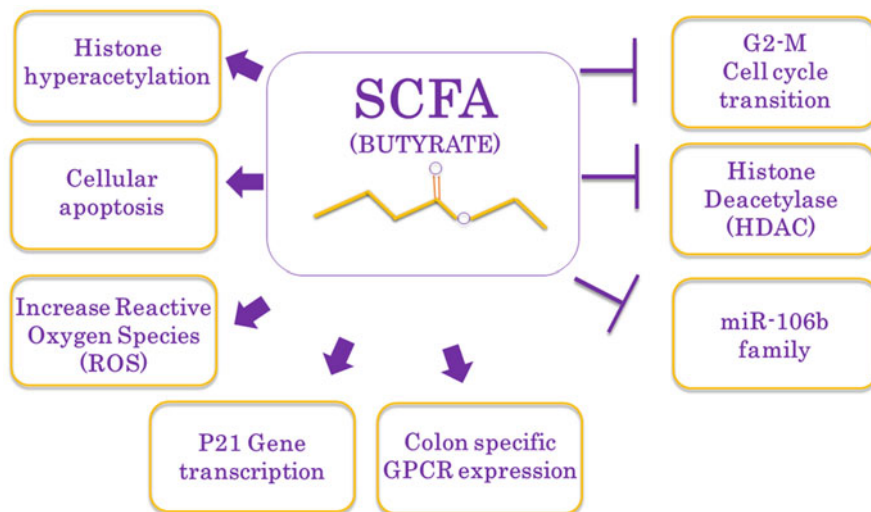 Histone
hyperacetylation
Cellular
apoptosis
Increase Reactive
Oxygen Species
(ROS)
P21 Gene
transcription
Colon specific
GPCR expression
SCFA
(BUTYRATE)
G2-M
Cell cycle
transition
Histone
Deacetylase
(HDAC)
miR-106b
family